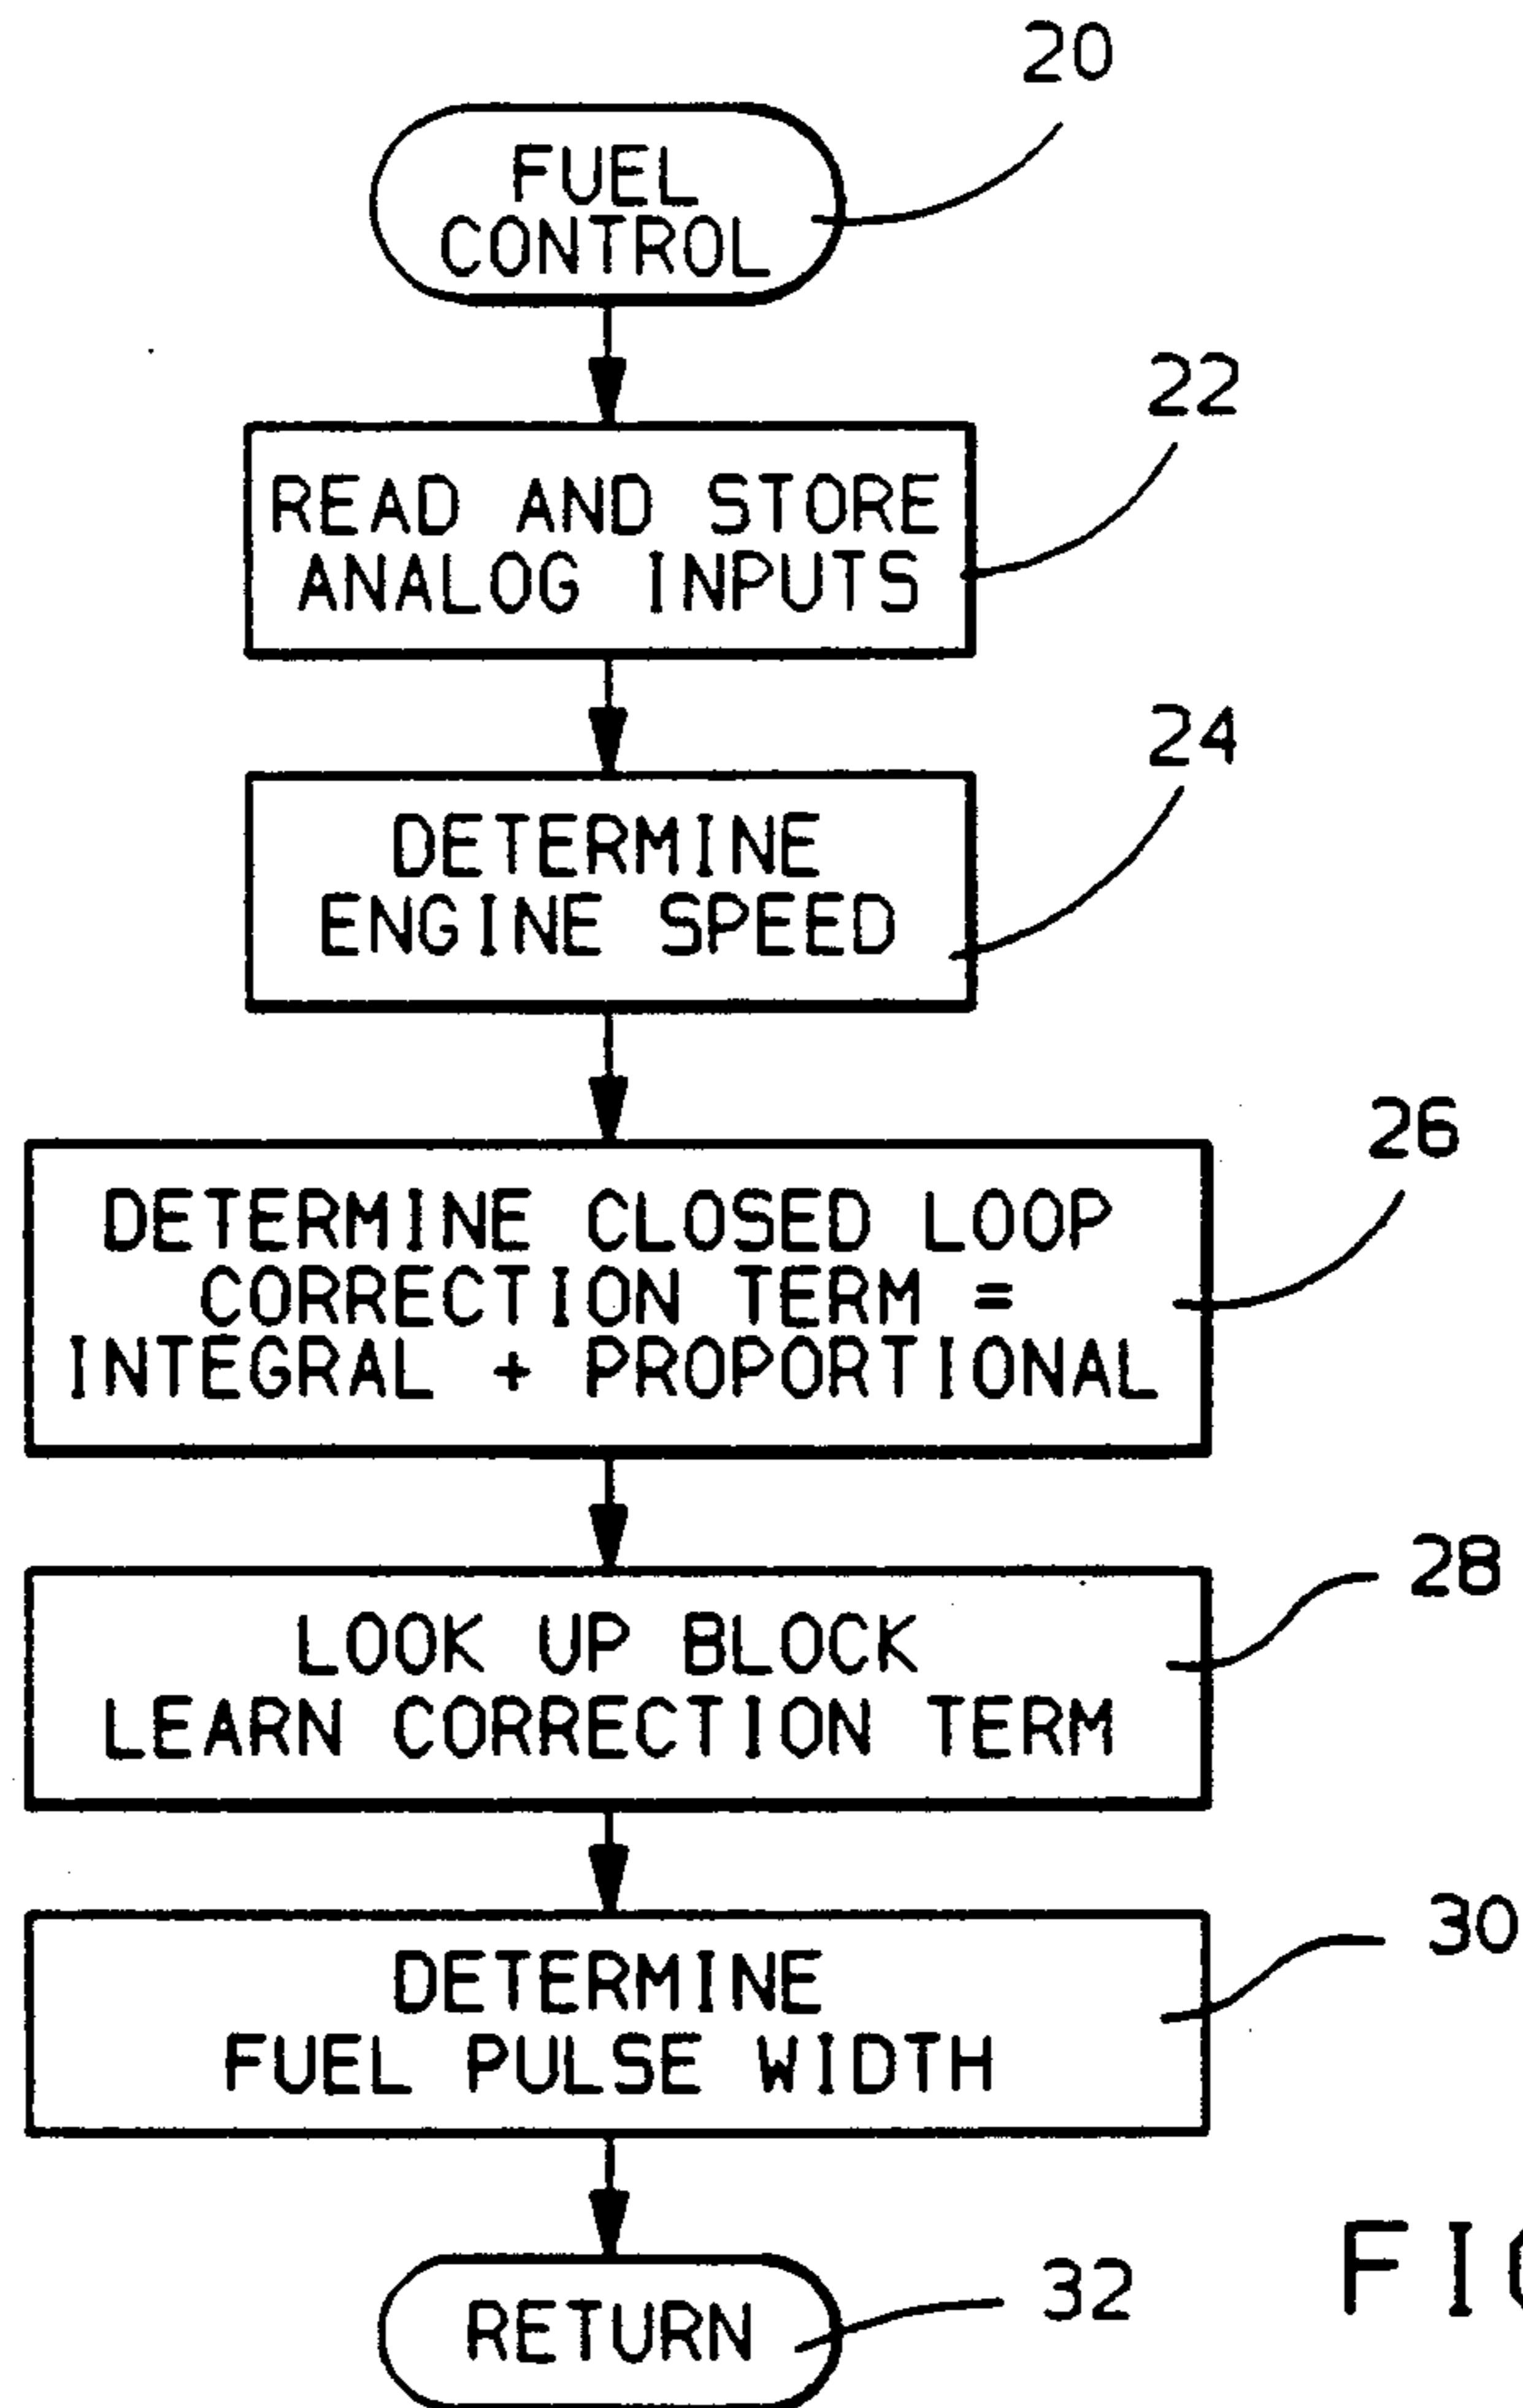 20
FUEL
CONTROL
22
READ AND STORE
ANALOG INPUTS
24
DETERMINE
ENGINE SPEED
26
DETERMINE CLOSED LOOP
CORRECTION TERM =
INTEGRAL + PROPORTIONAL
28
LOOK UP BLOCK
LEARN CORRECTION TERM
30
DETERMINE
FUEL PULSE WIDTH
32
RETURN